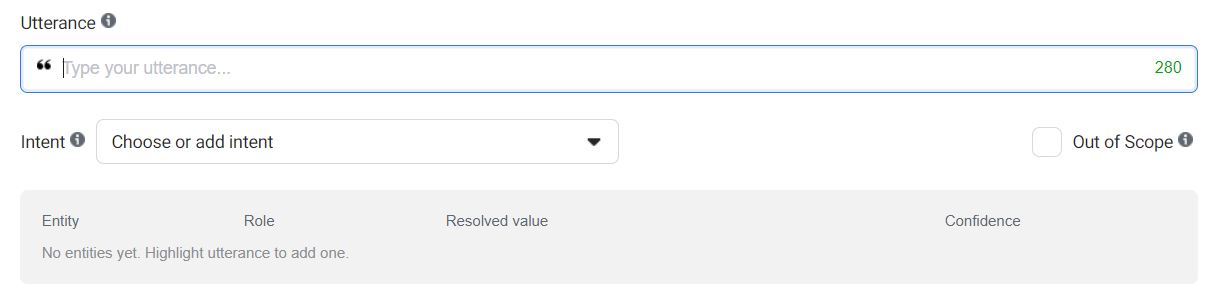 Utterance
❝ Type your utterance... 280
Intent Choose or add intent Out of Scope
Entity Role Resolved value Confidence
No entities yet. Highlight utterance to add one.